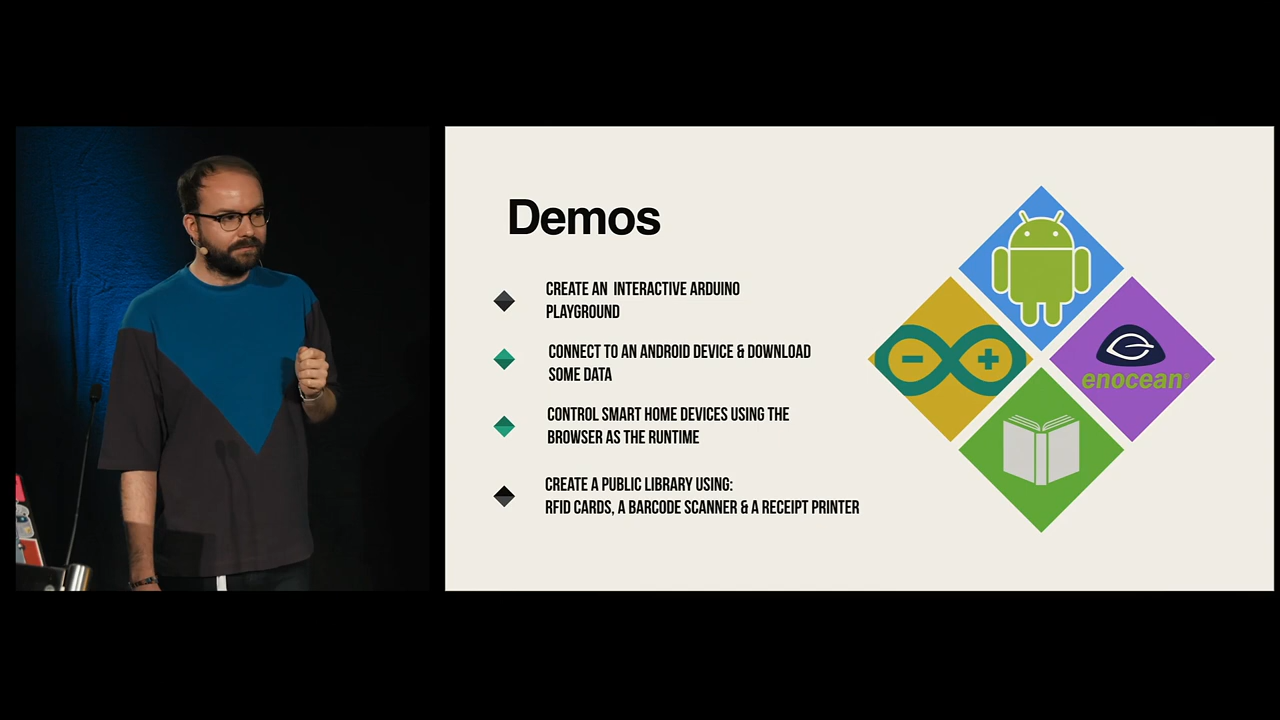 Demos
CREATE AN INTERACTIVE ARDUINO
PLAYGROUND
CONNECT TO AN ANDROID DEVICE & DOWNLOAD
SOME DATA
CONTROL SMART HOME DEVICES USING THE
BROWSER AS THE RUNTIME
CREATE A PUBLIC LIBRARY USING:
RFID CARDS, A BARCODE SCANNER & A RECEIPT PRINTER
enocean®